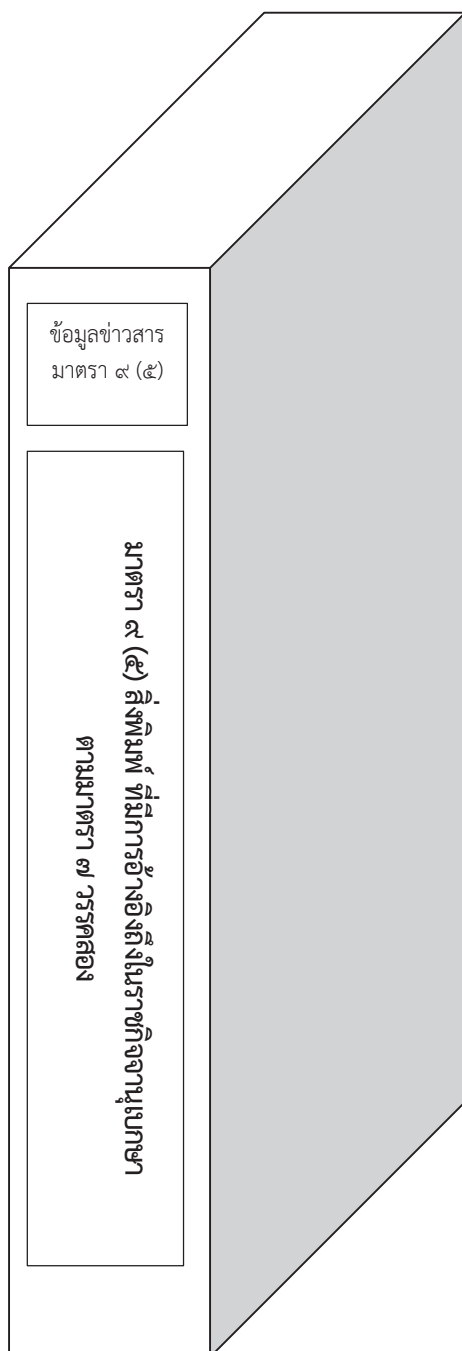 ข้อมูลข่าวสาร
มาตรา ๙ (๕)
มาตรา ๙ (๕) สิ่งพิมพ์ ที่มีการอ้างอิงถึงในราชกิจจานุเบกษา
ตามมาตรา ๗ วรรคสอง